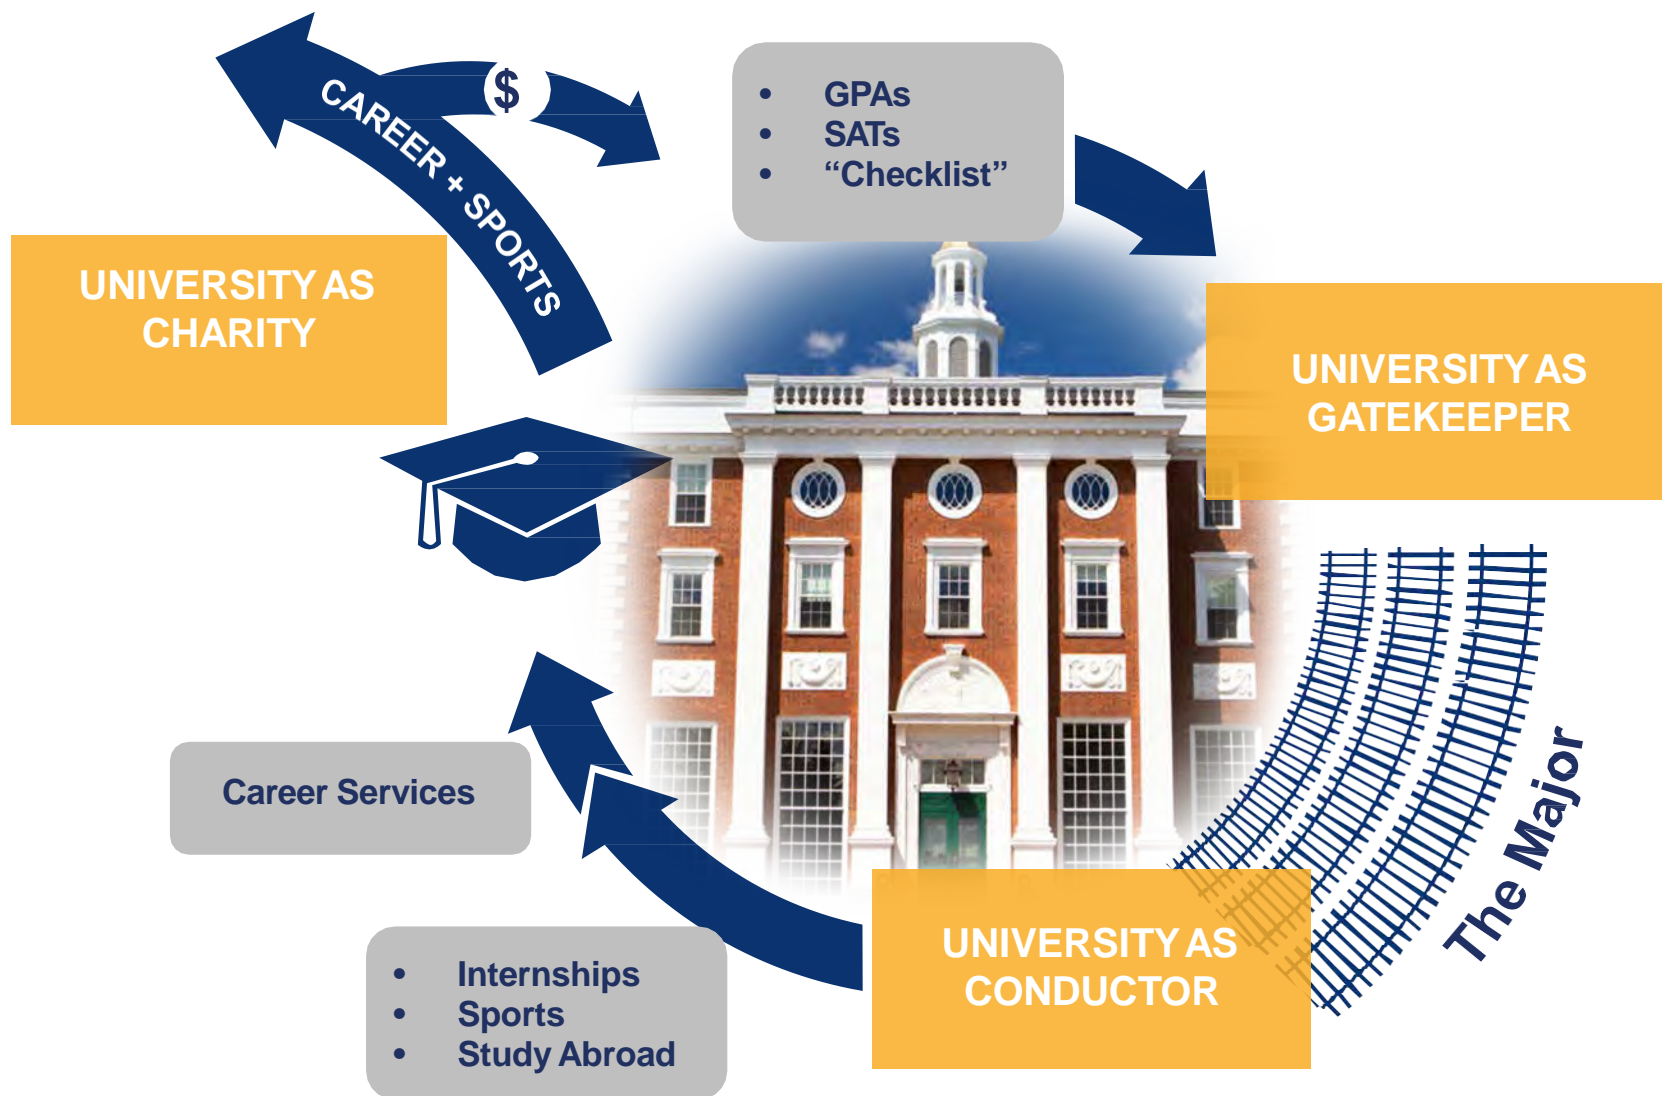 $
CAREER + SPORTS
• GPAs
• SATs
• “Checklist”
UNIVERSITY AS
CHARITY
UNIVERSITY AS
GATEKEEPER
The Major
Career Services
UNIVERSITY AS
CONDUCTOR
• Internships
• Sports
• Study Abroad